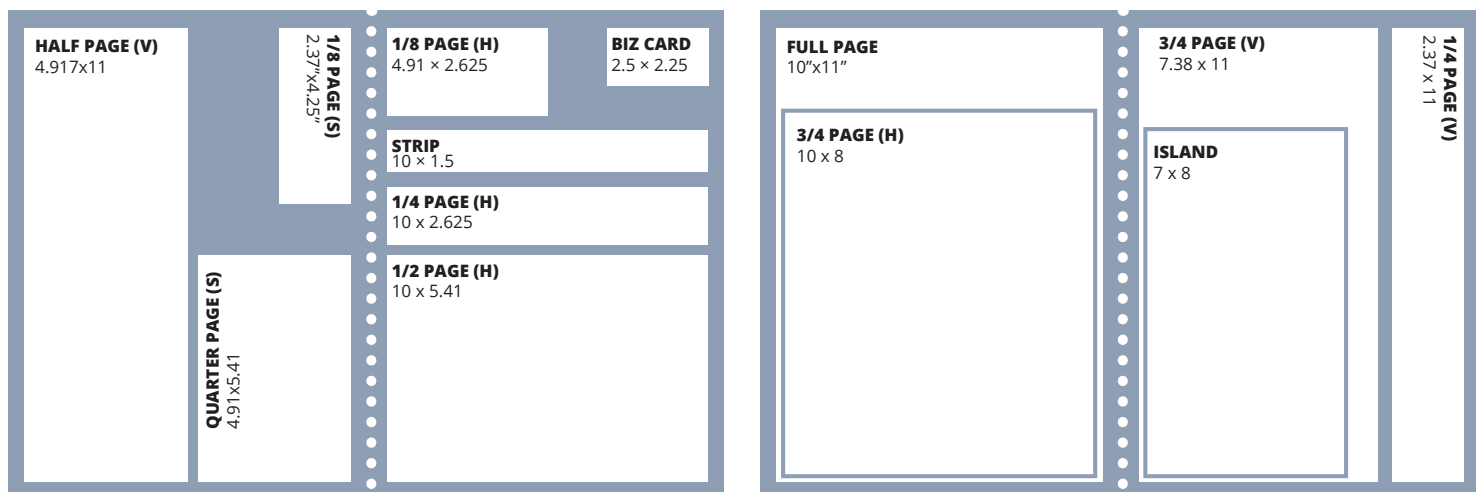 HALF PAGE (V)
4.917x11
1/8 PAGE (S)
2.37”x4.25”
QUARTER PAGE (S)
4.91x5.41
1/8 PAGE (H)
4.91 × 2.625
BIZ CARD
2.5 × 2.25
STRIP
10 × 1.5
1/4 PAGE (H)
10 x 2.625
1/2 PAGE (H)
10 x 5.41
FULL PAGE
10”x11”
3/4 PAGE (H)
10 x 8
3/4 PAGE (V)
7.38 x 11
ISLAND
7 x 8
1/4 PAGE (V)
2.37 x 11